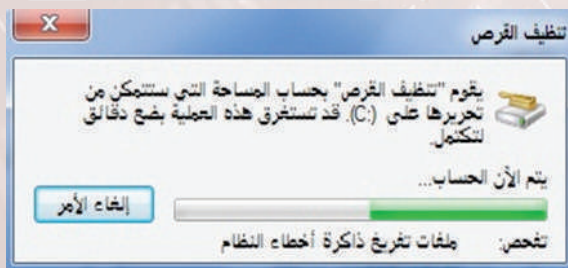 تنظيف القرص
يقوم "تنظيف القرص" بحساب المساحة التي ستتمكن من
تحريرها على (C:). قد تستغرق هذه العملية بضع دقائق
لتكتمل.
يتم الآن الحساب...
إلغاء الأمر
تفحص: ملفات تفريغ ذاكرة أخطاء النظام